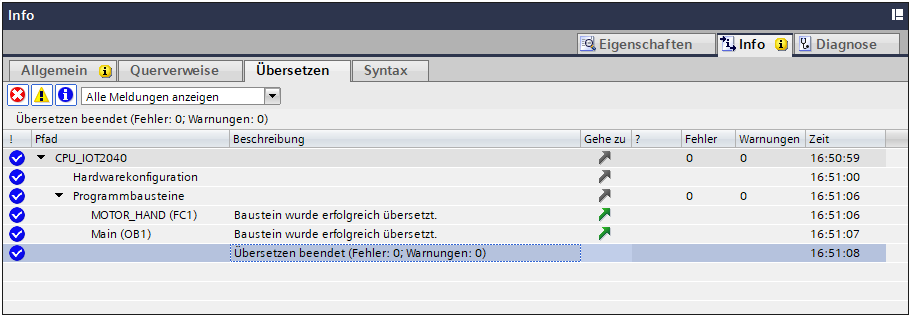 Info
Eigenschaften Info Diagnose
Allgemein Querverweise Übersetzen Syntax
Alle Meldungen anzeigen
Übersetzen beendet (Fehler: 0; Warnungen: 0)
! Pfad Beschreibung Gehe zu ? Fehler Warnungen Zeit
CPU_IOT2040 0 0 16:50:59
Hardwarekonfiguration 16:51:00
Programmbausteine 0 0 16:51:06
MOTOR_HAND (FC1) Baustein wurde erfolgreich übersetzt. 16:51:06
Main (OB1) Baustein wurde erfolgreich übersetzt. 16:51:07
Übersetzen beendet (Fehler: 0; Warnungen: 0) 16:51:08